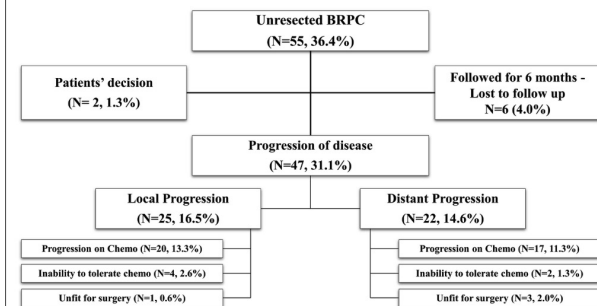 Unresected BRPC
(N=55, 36.4%)
Patients’ decision
(N= 2, 1.3%)
Followed for 6 months -
Lost to follow up
N=6 (4.0%)
Progression of disease
(N=47, 31.1%)
Local Progression
(N=25, 16.5%)
Distant Progression
(N=22, 14.6%)
Progression on Chemo (N=20, 13.3%)
Inability to tolerate chemo (N=4, 2.6%)
Unfit for surgery (N=1, 0.6%)
Progression on Chemo (N=17, 11.3%)
Inability to tolerate chemo (N=2, 1.3%)
Unfit for surgery (N=3, 2.0%)